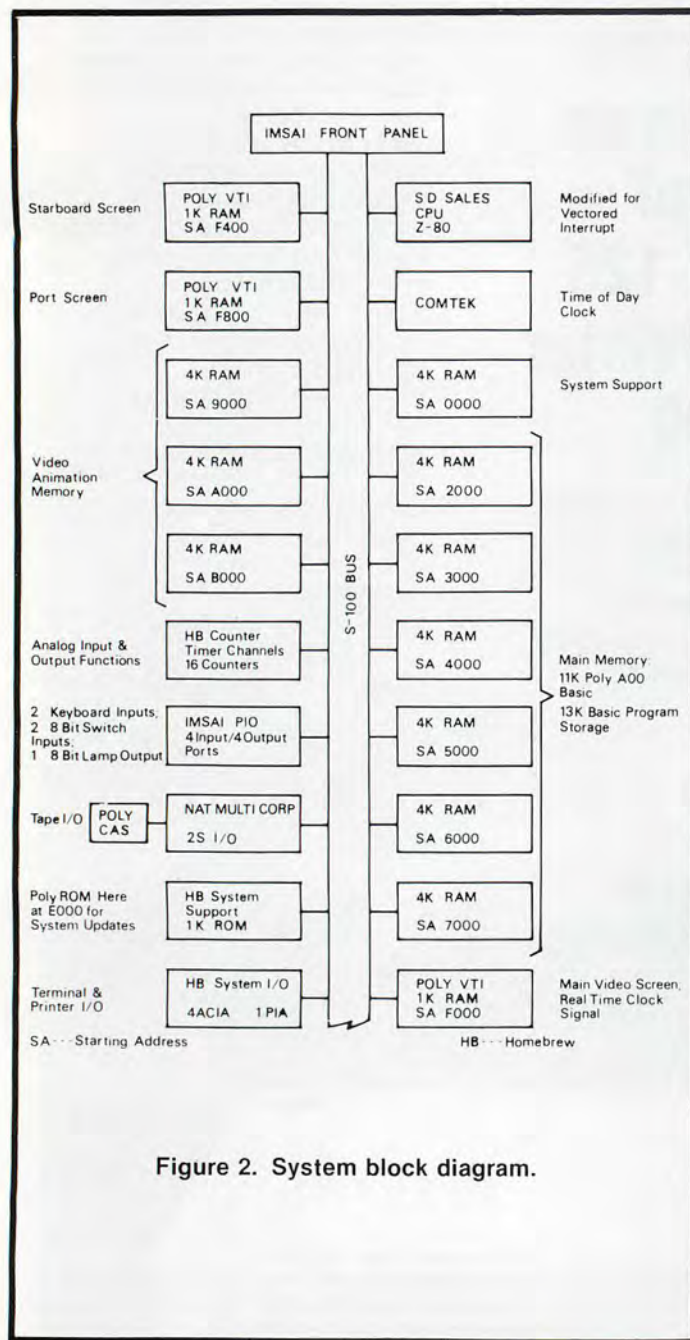 IMSAI FRONT PANEL
Starboard Screen
POLY VTI
1K RAM
SA F400
SD SALES
CPU
Z-80
Modified for
Vectored
Interrupt
Port Screen
POLY VTI
1K RAM
SA F800
COMTEK
Time of Day
Clock
4K RAM
SA 9000
4K RAM
SA 0000
System Support
Video
Animation
Memory
4K RAM
SA A000
4K RAM
SA 2000
4K RAM
SA B000
S-100 BUS
4K RAM
SA 3000
Analog Input &
Output Functions
HB Counter
Timer Channels
16 Counters
4K RAM
SA 4000
Main Memory:
11K Poly A00
Basic
13K Basic Program
Storage
2 Keyboard Inputs;
2 8 Bit Switch
Inputs;
1 8 Bit Lamp Output
IMSAI PIO
4 Input/4 Output
Ports
4K RAM
SA 5000
Tape I/O
POLY
CAS
NAT MULTI CORP
2S I/O
4K RAM
SA 6000
Poly ROM Here
at E000 for
System Updates
HB System
Support
1K ROM
4K RAM
SA 7000
Terminal &
Printer I/O
HB System I/O
4ACIA 1 PIA
POLY VTI
1K RAM
SA F000
Main Video Screen,
Real Time Clock
Signal
SA···Starting Address
HB···Homebrew
Figure 2. System block diagram.